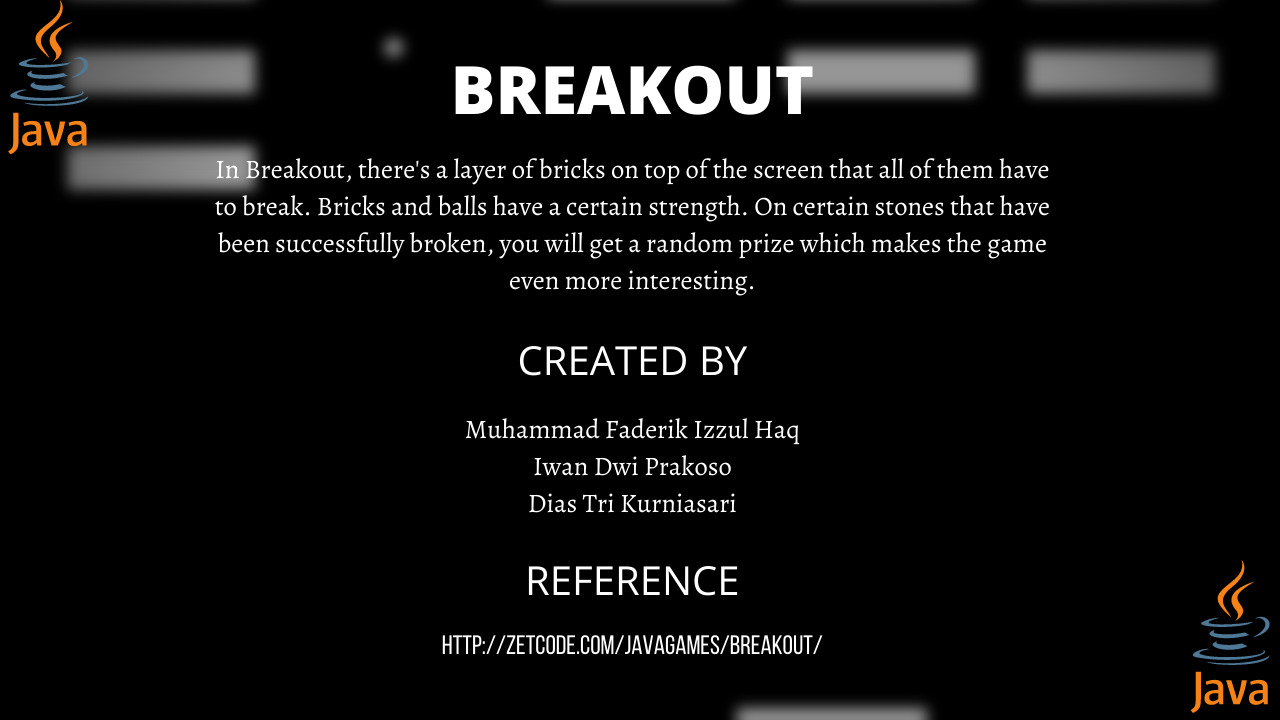 Java
BREAKOUT
In Breakout, there's a layer of bricks on top of the screen that all of them have
to break. Bricks and balls have a certain strength. On certain stones that have
been successfully broken, you will get a random prize which makes the game
even more interesting.
CREATED BY
Muhammad Faderik Izzul Haq
Iwan Dwi Prakoso
Dias Tri Kurniasari
REFERENCE
HTTP://ZETCODE.COM/JAVAGAMES/BREAKOUT/
Java